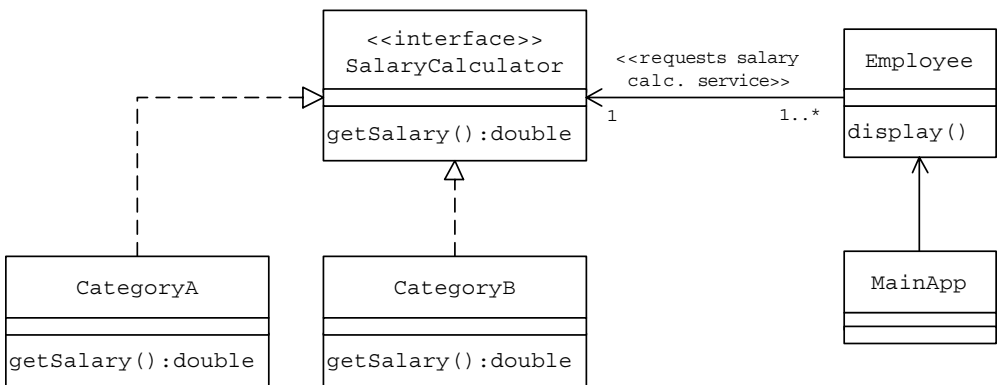 <<interface>>
SalaryCalculator
getSalary():double
<<requests salary
calc. service>>
1
1..*
Employee
display()
CategoryA
getSalary():double
CategoryB
getSalary():double
MainApp